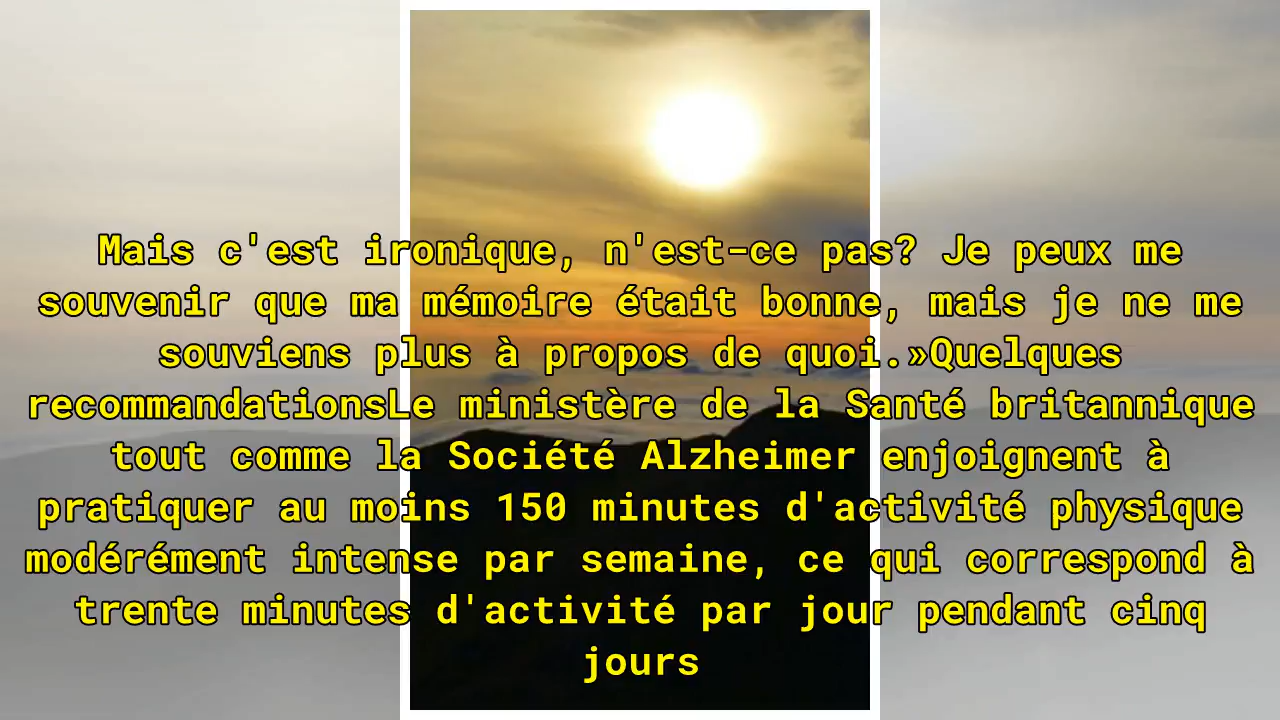 Mais c'est ironique, n'est-ce pas? Je peux me
souvenir que ma mémoire était bonne, mais je ne me
souviens plus à propos de quoi.»Quelques
recommandationsLe ministère de la Santé britannique
tout comme la Société Alzheimer enjoignent à
pratiquer au moins 150 minutes d'activité physique
modérément intense par semaine, ce qui correspond à
trente minutes d'activité par jour pendant cinq
jours